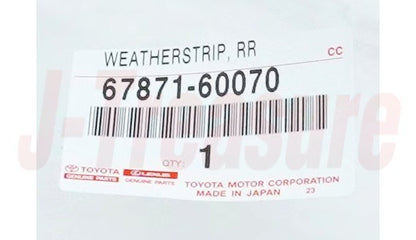 WEATHERSTRIP, RR CC
67871-60070
J-Treasure
QTY: 1
TOYOTA LEXUS
GENUINE PARTS GENUINE PARTS
TOYOTA MOTOR CORPORATION
MADE IN JAPAN 23